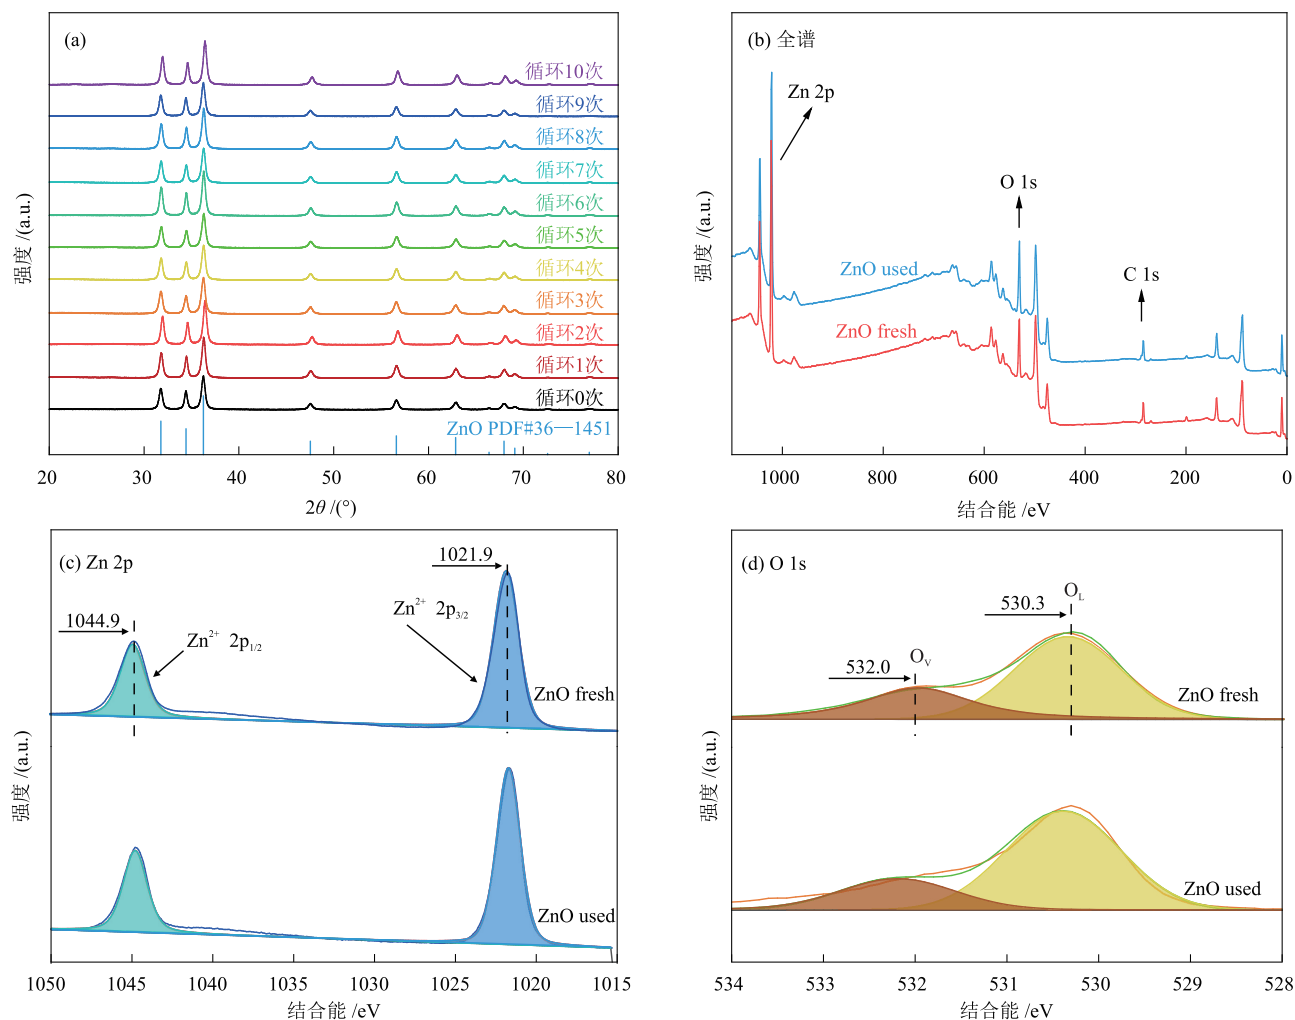 (a)
循环10次
循环9次
循环8次
循环7次
循环6次
循环5次
循环4次
循环3次
循环2次
循环1次
循环0次
ZnO PDF#36—1451
强度 /(a.u.)
20 30 40 50 60 70 80
2θ /(°)
(b) 全谱
Zn 2p
O 1s
C 1s
ZnO used
ZnO fresh
强度 /(a.u.)
1000 800 600 400 200 0
结合能 /eV
(c) Zn 2p
1021.9
1044.9
Zn²⁺ 2p₃/₂
Zn²⁺ 2p₁/₂
ZnO fresh
ZnO used
强度 /(a.u.)
1050 1045 1040 1035 1030 1025 1020 1015
结合能 /eV
(d) O 1s
530.3
O_L
532.0
O_V
ZnO fresh
ZnO used
强度 /(a.u.)
534 533 532 531 530 529 528
结合能 /eV